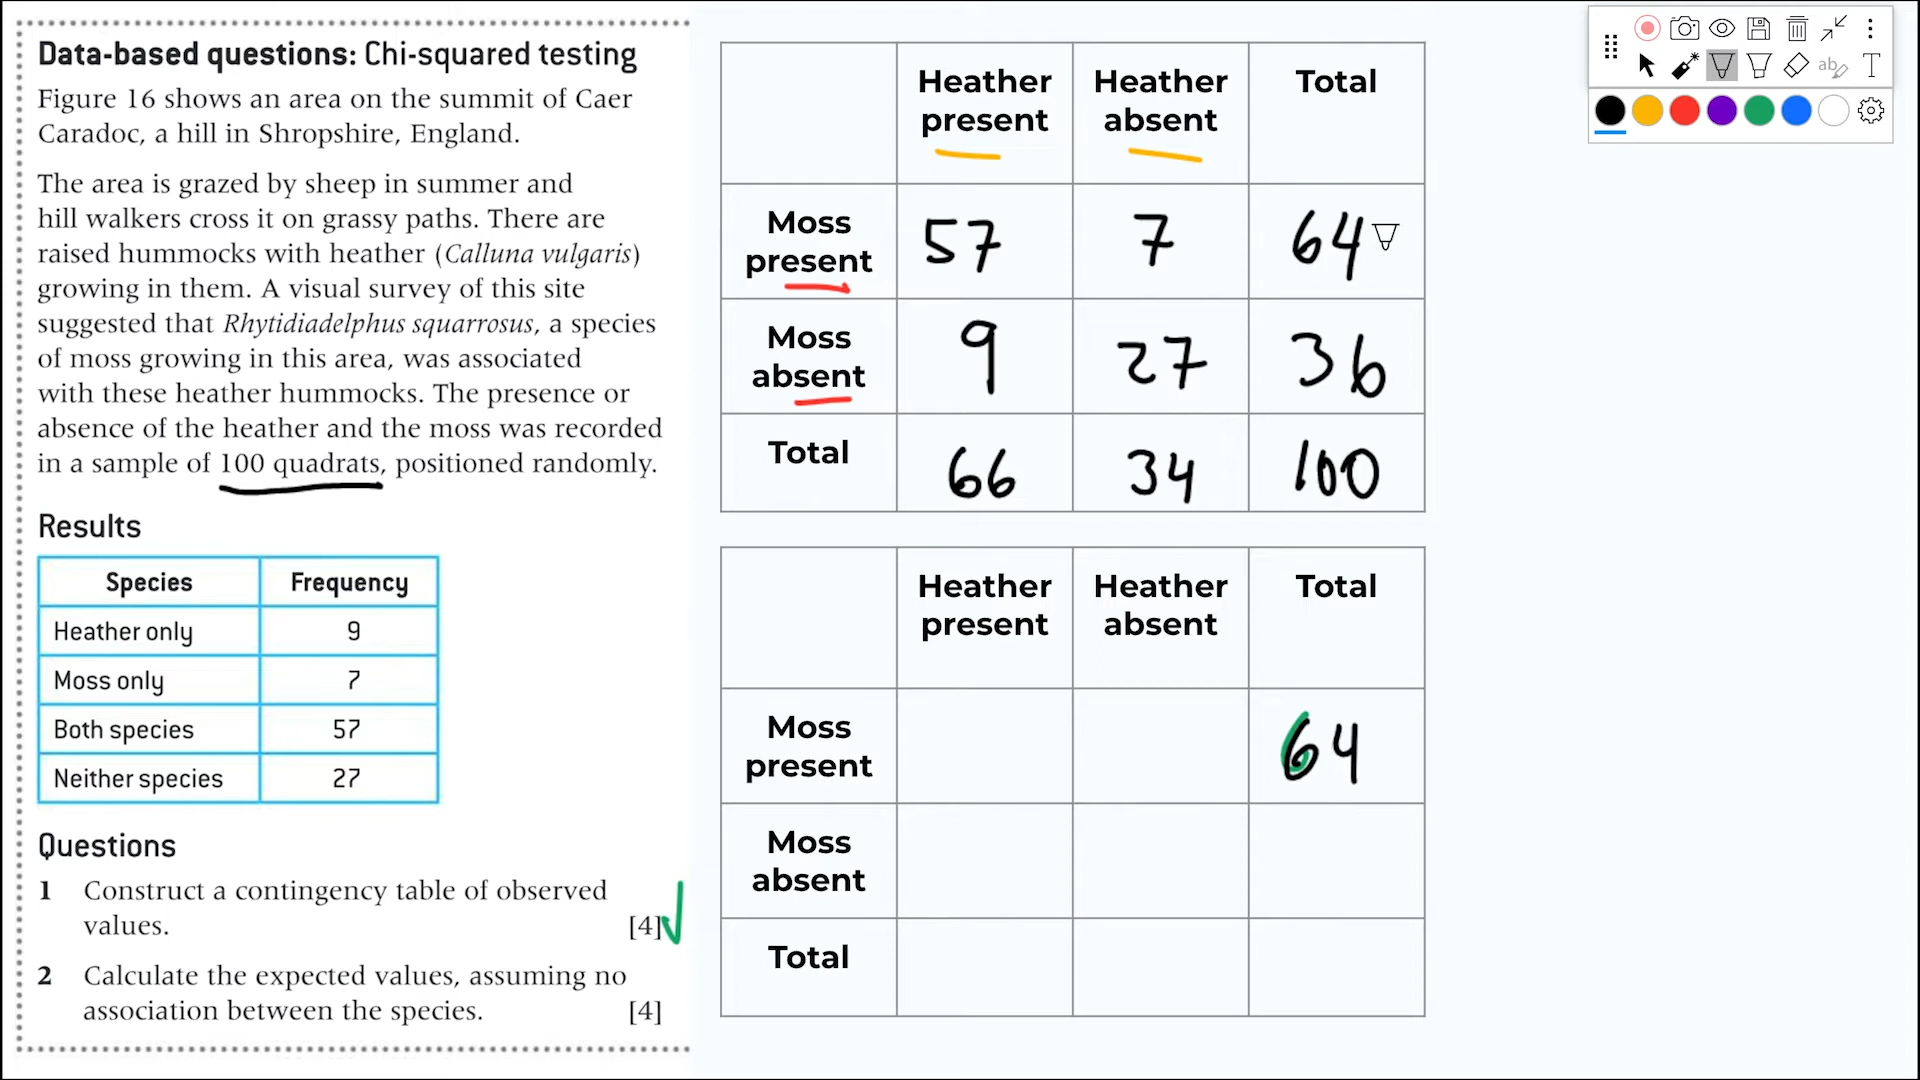 Data-based questions: Chi-squared testing
Figure 16 shows an area on the summit of Caer
Caradoc, a hill in Shropshire, England.
The area is grazed by sheep in summer and
hill walkers cross it on grassy paths. There are
raised hummocks with heather (Calluna vulgaris)
growing in them. A visual survey of this site
suggested that Rhytidiadelphus squarrosus, a species
of moss growing in this area, was associated
with these heather hummocks. The presence or
absence of the heather and the moss was recorded
in a sample of 100 quadrats, positioned randomly.
Results
Species Frequency
Heather only 9
Moss only 7
Both species 57
Neither species 27
Questions
1 Construct a contingency table of observed
values. [4]
2 Calculate the expected values, assuming no
association between the species. [4]
Heather present Heather absent Total
Moss present 57 7 64
Moss absent 9 27 36
Total 66 34 100
Heather present Heather absent Total
Moss present 64
Moss absent
Total
ab
T